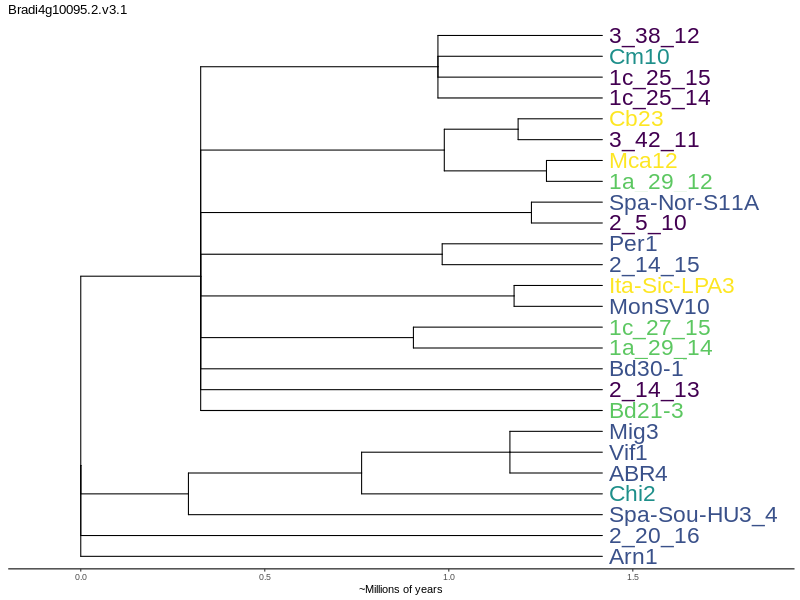 Bradi4g10095.2.v3.1
3_38_12
Cm10
1c_25_15
1c_25_14
Cb23
3_42_11
Mca12
1a_29_12
Spa-Nor-S11A
2_5_10
Per1
2_14_15
Ita-Sic-LPA3
MonSV10
1c_27_15
1a_29_14
Bd30-1
2_14_13
Bd21-3
Mig3
Vif1
ABR4
Chi2
Spa-Sou-HU3_4
2_20_16
Arn1
0.0 0.5 1.0 1.5
~Millions of years